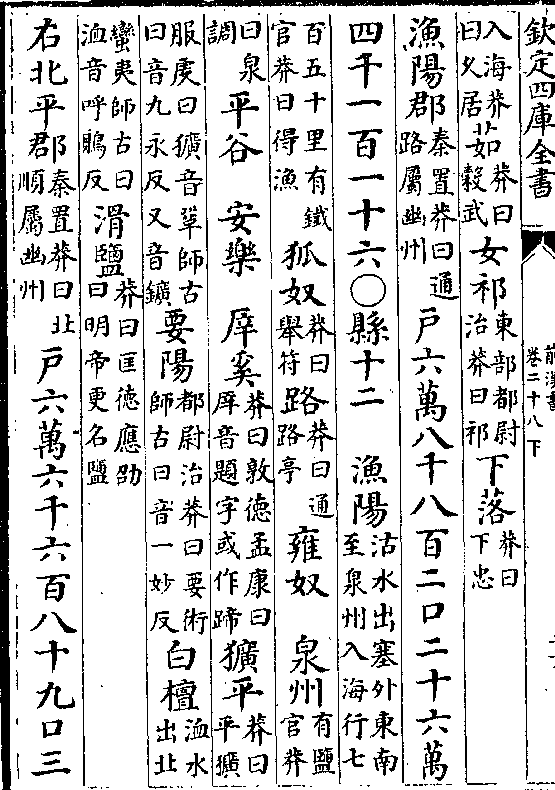 欽定四庫全書
前漢書
卷二十八下
入海莽曰久居 茹莽曰穀武 女祁東部都尉治莽曰祁 下落莽曰下忠
漁陽郡秦置莽曰通路屬幽州 戶六萬八千八百二口二十六萬
四千一百一十六○縣十二 漁陽沽水出塞外東南至泉州入海行七
百五十里有鐵官莽曰得漁 狐奴莽曰舉符 路莽曰通路亭 雍奴 泉州有鹽官莽
曰泉調 平谷 安樂 厗奚莽曰敦德孟康曰厗音題字或作蹄 獷平莽曰平獷
服虔曰獷音鞏師古曰音九永反又音鑛 要陽都尉治莽曰要術師古曰音一妙反 白檀洫水出北
蠻夷師古曰洫音呼鵙反 滑鹽莽曰匡德應劭曰明帝更名鹽
右北平郡秦置莽曰北順屬幽州 戶六萬六千六百八十九口三